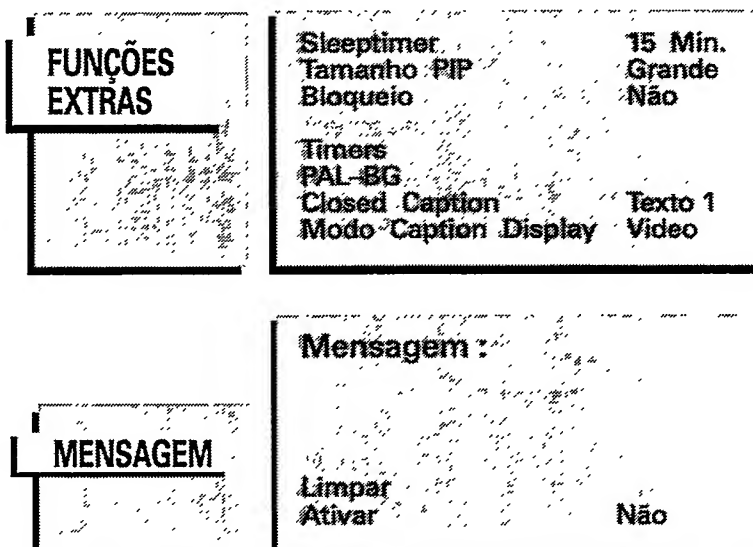 FUNÇÕES
EXTRAS
Sleeptimer 15 Min.
Tamanho PIP Grande
Bloqueio Não
Timers
PAL-BG
Closed Caption Texto 1
Modo Caption Display Video
MENSAGEM
Mensagem :
Limpar
Ativar Não